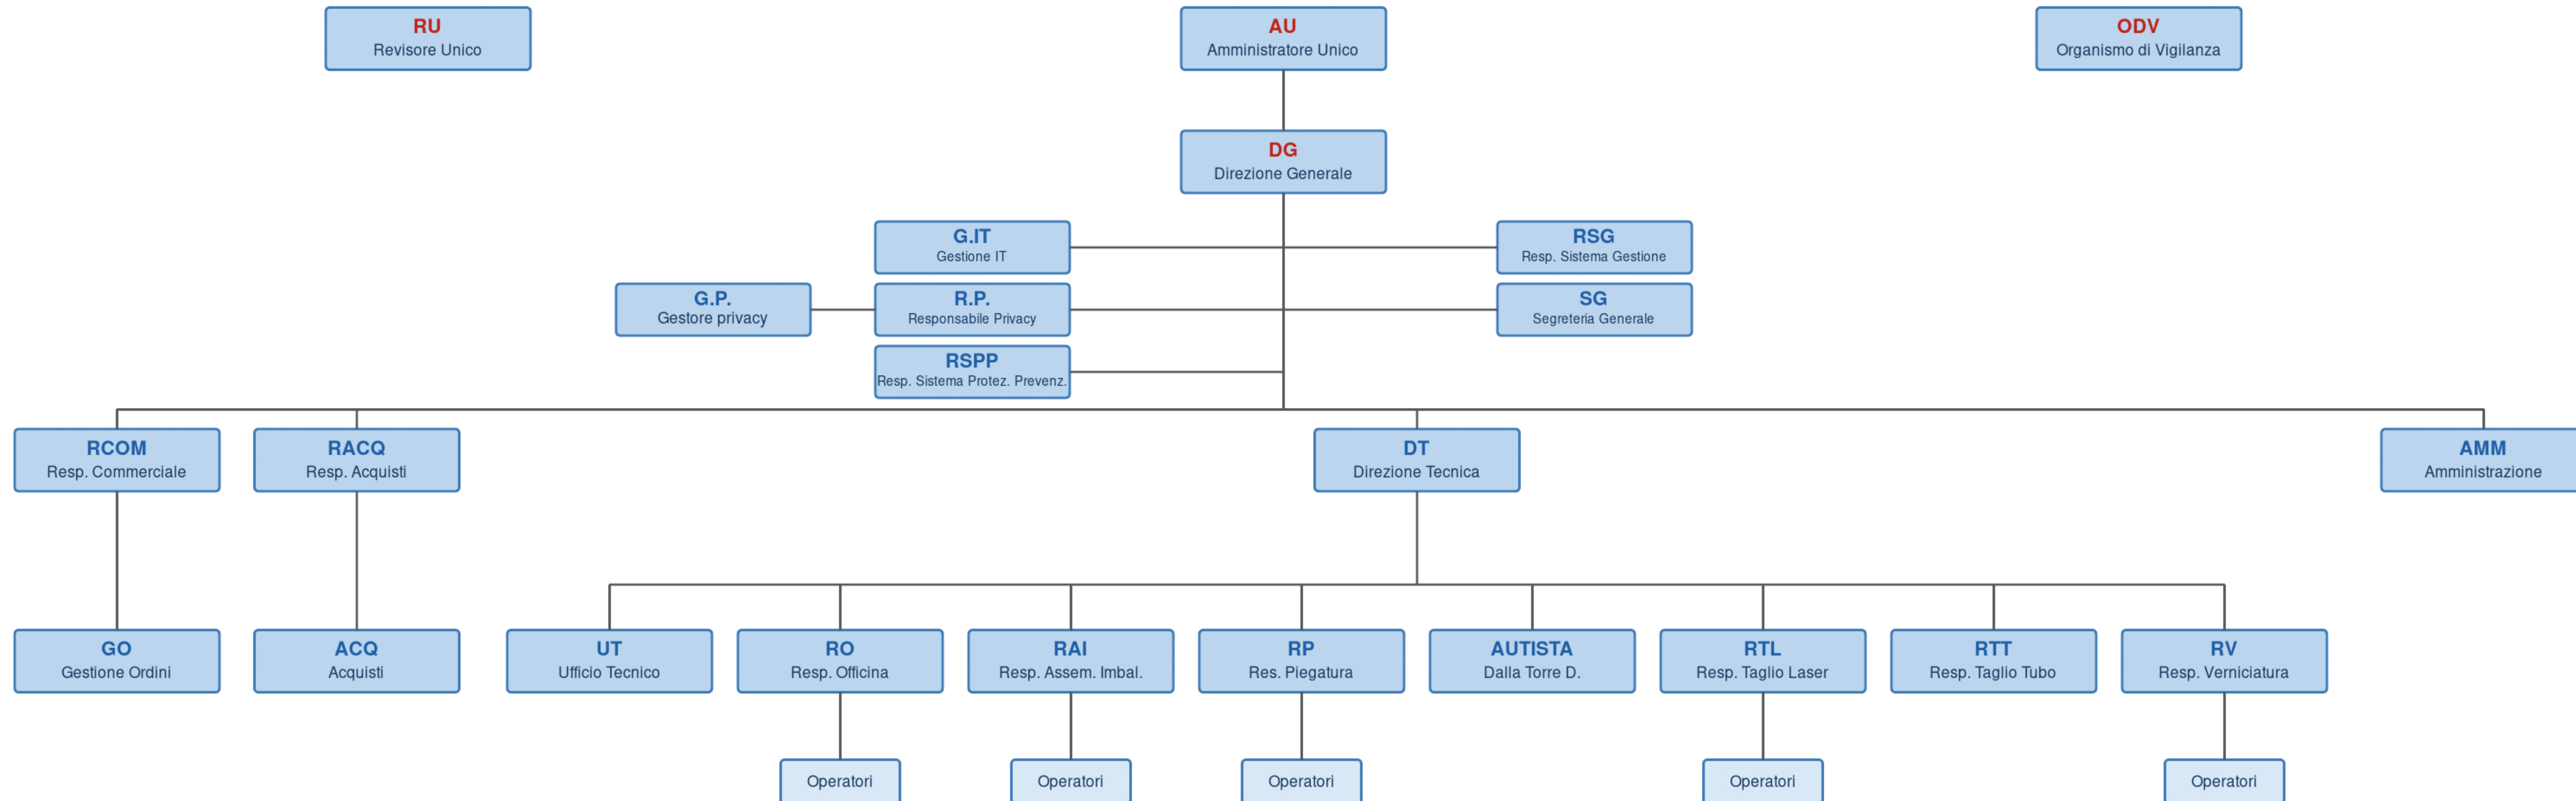 RU
Revisore Unico
AU
Amministratore Unico
ODV
Organismo di Vigilanza
DG
Direzione Generale
G.IT
Gestione IT
RSG
Resp. Sistema Gestione
G.P.
Gestore privacy
R.P.
Responsabile Privacy
SG
Segreteria Generale
RSPP
Resp. Sistema Protez. Prevenz.
RCOM
Resp. Commerciale
RACQ
Resp. Acquisti
DT
Direzione Tecnica
AMM
Amministrazione
GO
Gestione Ordini
ACQ
Acquisti
UT
Ufficio Tecnico
RO
Resp. Officina
RAI
Resp. Assem. Imbal.
RP
Res. Piegatura
AUTISTA
Dalla Torre D.
RTL
Resp. Taglio Laser
RTT
Resp. Taglio Tubo
RV
Resp. Verniciatura
Operatori
Operatori
Operatori
Operatori
Operatori